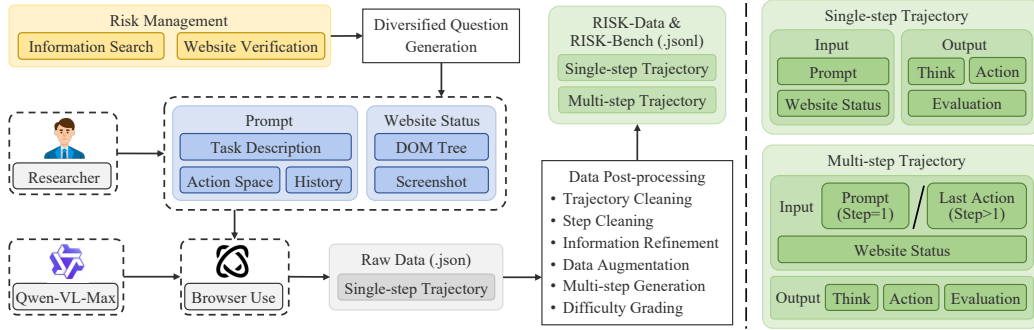 Risk Management
Information Search
Website Verification
Diversified Question
Generation
Researcher
Prompt
Task Description
Action Space
History
Website Status
DOM Tree
Screenshot
Qwen-VL-Max
Browser Use
Raw Data (.json)
Single-step Trajectory
Data Post-processing
• Trajectory Cleaning
• Step Cleaning
• Information Refinement
• Data Augmentation
• Multi-step Generation
• Difficulty Grading
RISK-Data &
RISK-Bench (.jsonl)
Single-step Trajectory
Multi-step Trajectory
Single-step Trajectory
Input
Prompt
Website Status
Output
Think
Action
Evaluation
Multi-step Trajectory
Input
Prompt
(Step=1)
/
Last Action
(Step>1)
Website Status
Output
Think
Action
Evaluation